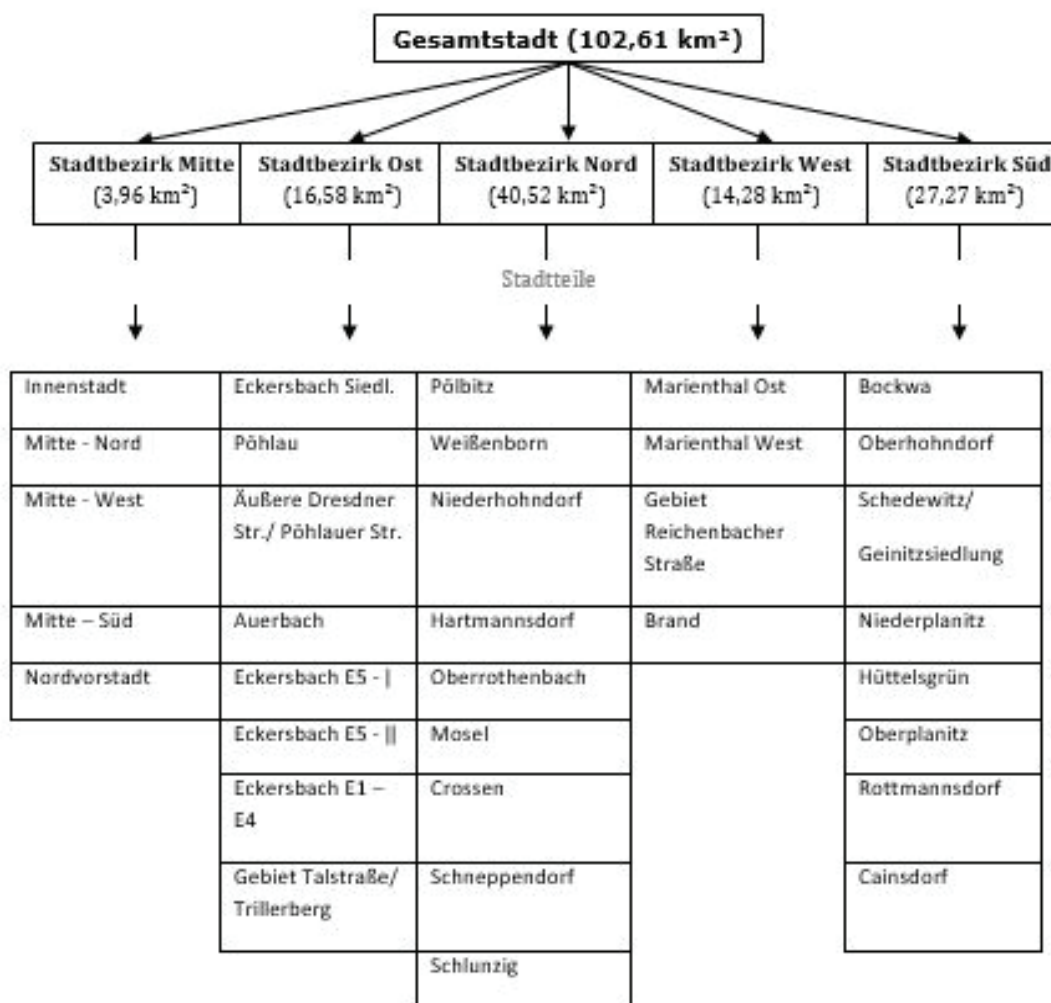 Gesamtstadt (102,61 km²)
Stadtbezirk Mitte
(3,96 km²)
Stadtbezirk Ost
(16,58 km²)
Stadtbezirk Nord
(40,52 km²)
Stadtbezirk West
(14,28 km²)
Stadtbezirk Süd
(27,27 km²)
Stadtteile
Innenstadt
Eckersbach Siedl.
Pölbitz
Marienthal Ost
Bockwa
Mitte - Nord
Pöhlau
Weißenborn
Marienthal West
Oberhohndorf
Mitte - West
Äußere Dresdner
Str./ Pöhlauer Str.
Niederhohndorf
Gebiet
Reichenbacher
Straße
Schedewitz/
Geinitzsiedlung
Mitte – Süd
Auerbach
Hartmannsdorf
Brand
Niederplanitz
Nordvorstadt
Eckersbach E5 - |
Oberrothenbach
Hüttelsgrün
Eckersbach E5 - ||
Mosel
Oberplanitz
Eckersbach E1 –
E4
Crossen
Rottmannsdorf
Gebiet Talstraße/
Trillerberg
Schneppendorf
Cainsdorf
Schlunzig